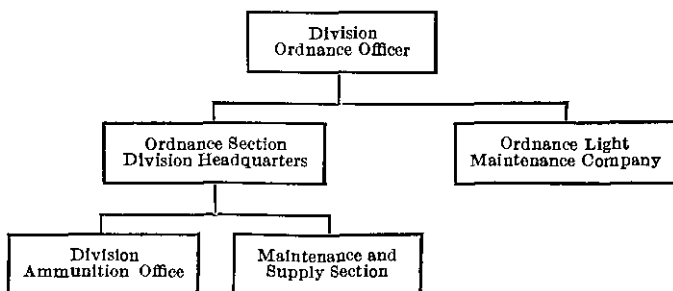 Division
Ordnance Officer
Ordnance Section
Division Headquarters
Ordnance Light
Maintenance Company
Division
Ammunition Office
Maintenance and
Supply Section